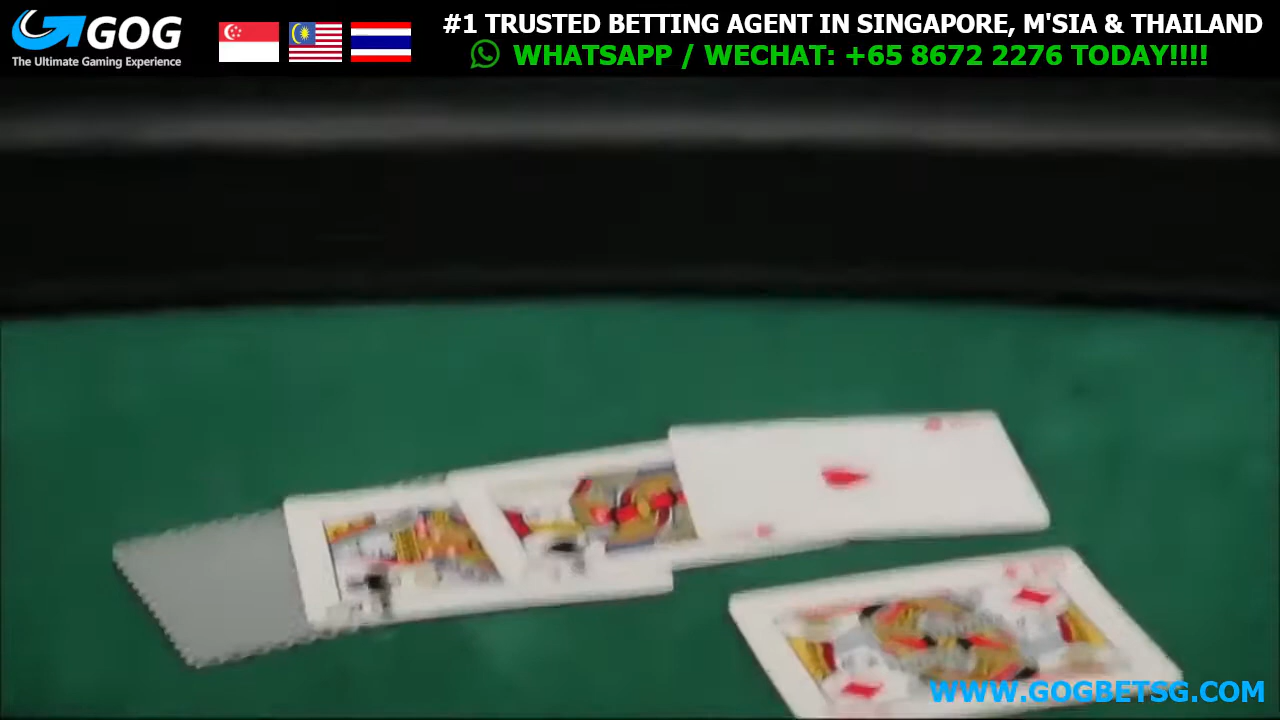 GOG
The Ultimate Gaming Experience
#1 TRUSTED BETTING AGENT IN SINGAPORE, M'SIA & THAILAND
WHATSAPP / WECHAT: +65 8672 2276 TODAY!!!!
WWW.GOGBETSG.COM